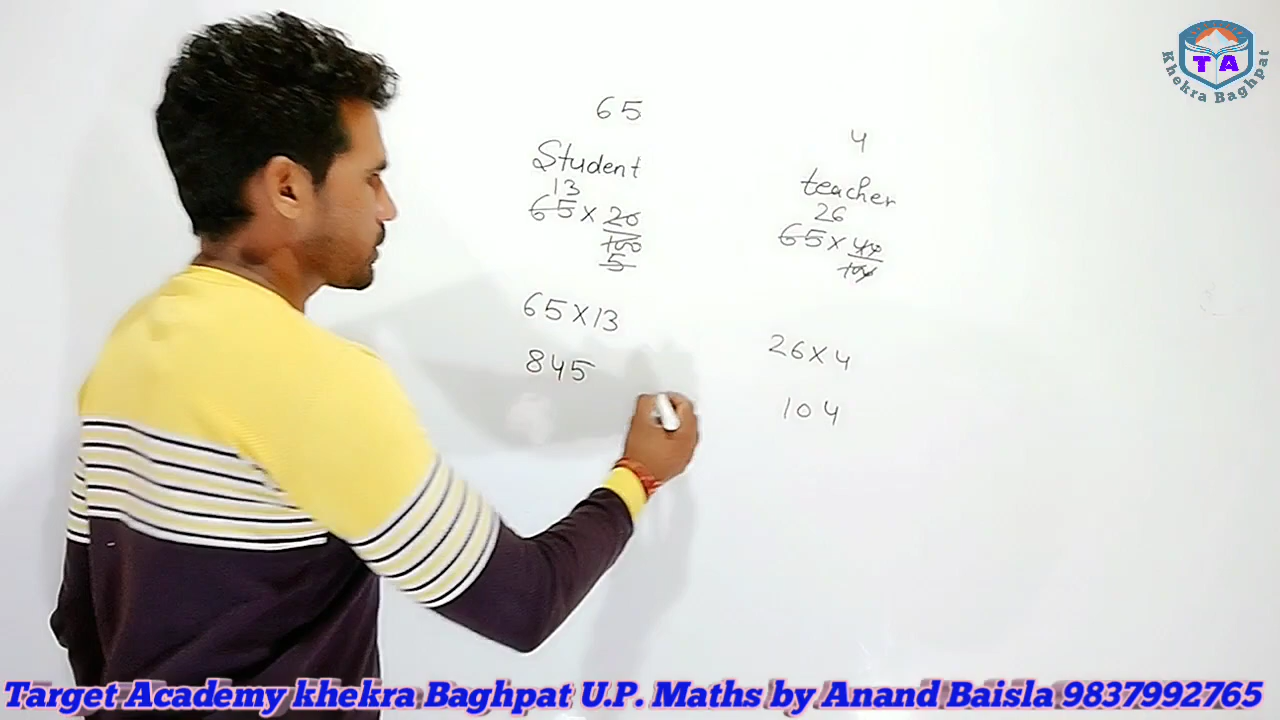 T A
Khekra Baghpat
65
Student
13
65 × 20
100
5
65 × 13
845
4
teacher
26
65 × 40
100
26 × 4
104
Target Academy khekra Baghpat U.P. Maths by Anand Baisla 9837992765